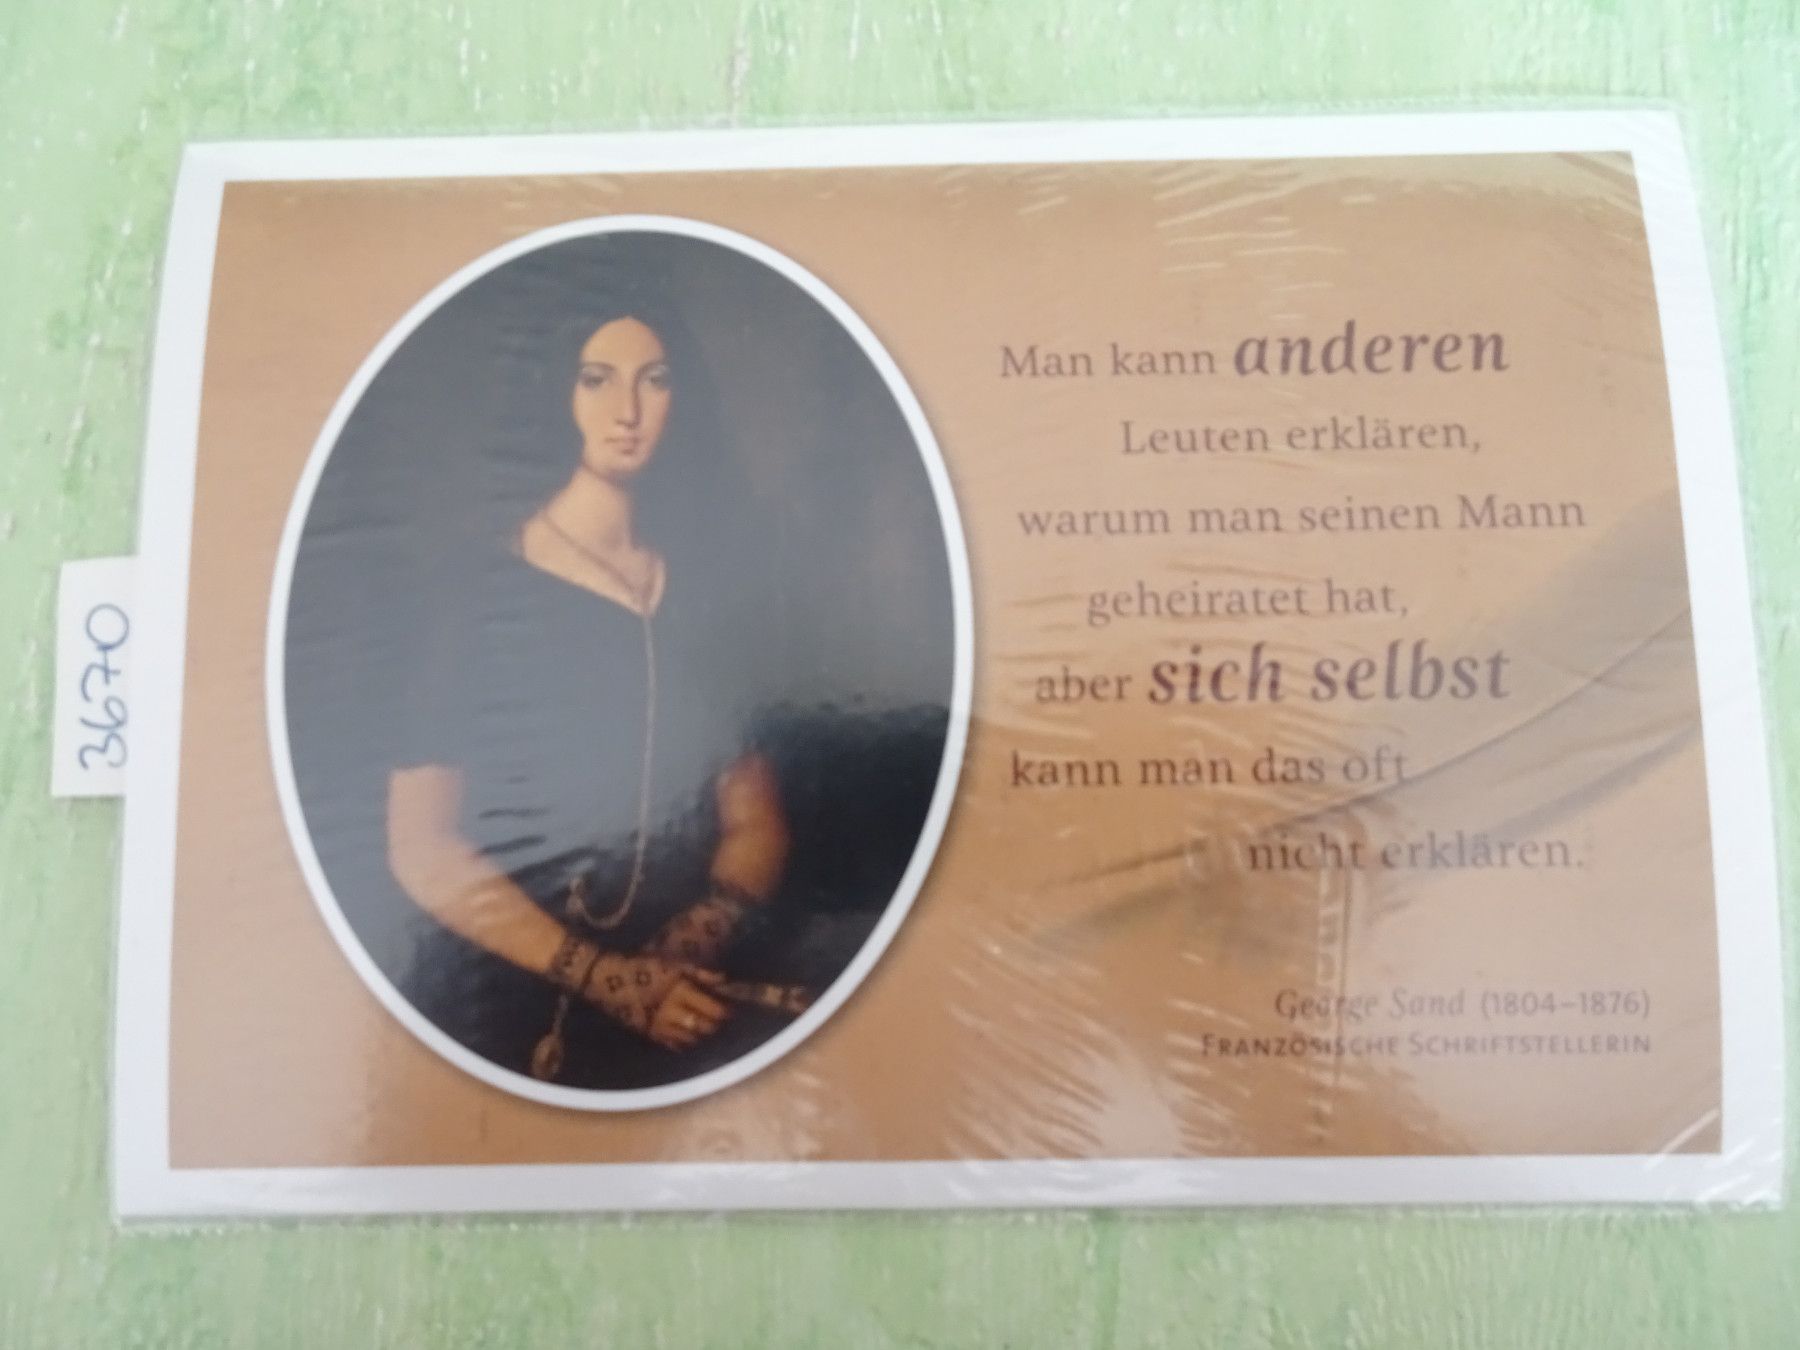 Man kann anderen
Leuten erklären,
warum man seinen Mann
geheiratet hat,
aber sich selbst
kann man das oft
nicht erklären.
George Sand (1804–1876)
FRANZÖSISCHE SCHRIFTSTELLERIN
3670